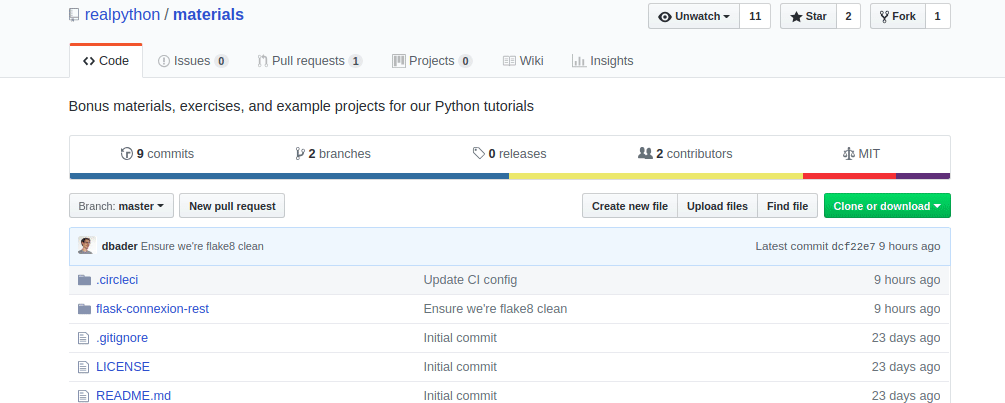 realpython / materials Unwatch 11 Star 2 Fork 1
Code Issues 0 Pull requests 1 Projects 0 Wiki Insights
Bonus materials, exercises, and example projects for our Python tutorials
9 commits 2 branches 0 releases 2 contributors MIT
Branch: master New pull request Create new file Upload files Find file Clone or download
dbader Ensure we're flake8 clean Latest commit dcf22e7 9 hours ago
.circleci Update CI config 9 hours ago
flask-connexion-rest Ensure we're flake8 clean 9 hours ago
.gitignore Initial commit 23 days ago
LICENSE Initial commit 23 days ago
README.md Initial commit 23 days ago